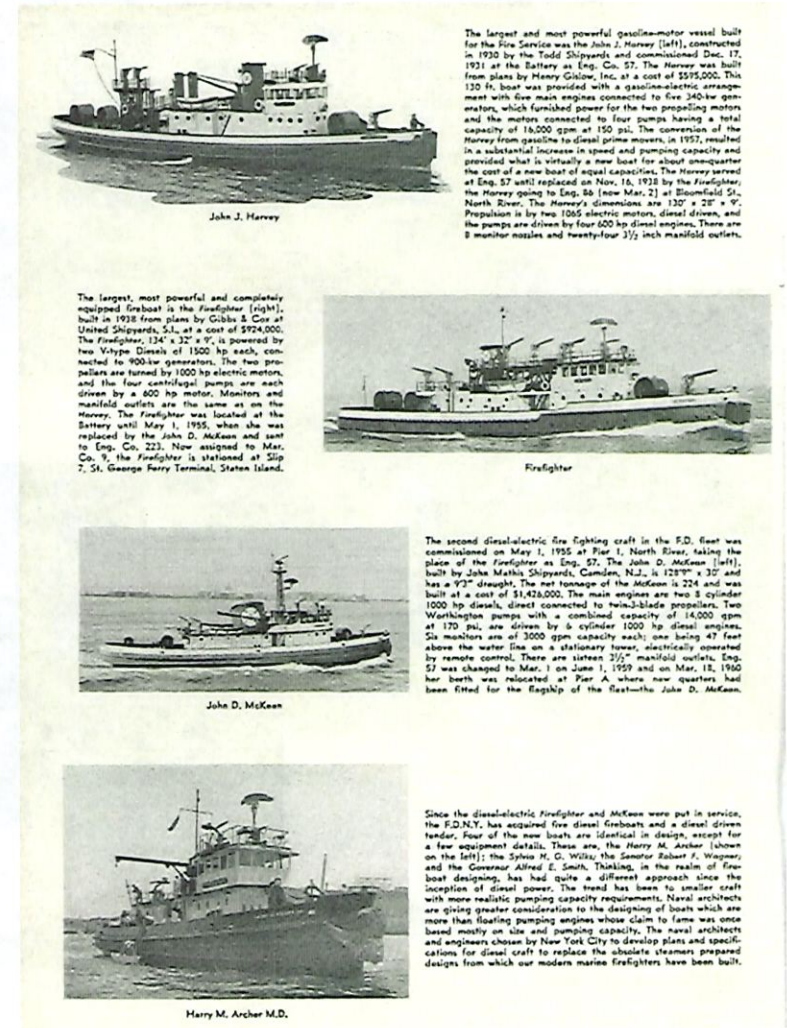 The largest and most powerful gasoline-motor vessel built
for the Fire Service was the John J. Harvey (left), constructed
in 1930 by the Todd Shipyards and commissioned Dec. 17,
1931 at the Battery as Eng. Co. 57. The Harvey was built
from plans by Henry Gislow, Inc. at a cost of $595,000. This
130 ft. boat was provided with a gasoline-electric arrange-
ment with five main engines connected to five 340-kw gen-
erators, which furnished power for the two propelling motors
and the motors connected to four pumps having a total
capacity of 16,000 gpm at 150 psi. The conversion of the
Harvey from gasoline to diesel prime movers, in 1957, resulted
in a substantial increase in speed and pumping capacity and
provided what is virtually a new boat for about one-quarter
the cost of a new boat of equal capacities. The Harvey served
at Eng. 57 until replaced on Nov. 16, 1938 by the Firefighter,
the Harvey going to Eng. 86 (now Mar. 2) at Bloomfield St.,
North River. The Harvey's dimensions are 130' x 28' x 9'.
Propulsion is by two 1065 electric motors, diesel driven, and
the pumps are driven by four 600 hp diesel engines. There are
8 monitor nozzles and twenty-four 3½ inch manifold outlets.
John J. Harvey
The largest, most powerful and completely
equipped fireboat is the Firefighter (right),
built in 1938 from plans by Gibbs & Cox at
United Shipyards, S.I., at a cost of $924,000.
The Firefighter, 134' x 32' x 9', is powered by
two V-type Diesels of 1500 hp each, con-
nected to 900-kw generators. The two pro-
pellers are turned by 1000 hp electric motors,
and the four centrifugal pumps are each
driven by a 600 hp motor. Monitors and
manifold outlets are the same as on the
Harvey. The Firefighter was located at the
Battery until May 1, 1955, when she was
replaced by the John D. McKean and sent
to Eng. Co. 223. Now assigned to Mar.
Co. 9, the Firefighter is stationed at Slip
7, St. George Ferry Terminal, Staten Island.
Firefighter
The second diesel-electric fire fighting craft in the F.D. fleet was
commissioned on May 1, 1955 at Pier 1, North River, taking the
place of the Firefighter as Eng. 57. The John D. McKean (left),
built by John Mathis Shipyards, Camden, N.J., is 128'9" x 30' and
has a 9'3" draught. The net tonnage of the McKean is 224 and was
built at a cost of $1,426,000. The main engines are two 8 cylinder
1000 hp diesels, direct connected to twin-3-blade propellers. Two
Worthington pumps with a combined capacity of 14,000 gpm
at 170 psi, are driven by 6 cylinder 1000 hp diesel engines.
Six monitors are of 3000 gpm capacity each; one being 47 feet
above the water line on a stationary tower, electrically operated
by remote control. There are sixteen 3½" manifold outlets. Eng.
57 was changed to Mar. 1 on June 1, 1959 and on Mar. 18, 1960
her berth was relocated at Pier A where new quarters had
been fitted for the flagship of the fleet—the John D. McKean.
John D. McKean
Since the diesel-electric Firefighter and McKean were put in service,
the F.D.N.Y. has acquired five diesel fireboats and a diesel driven
tender. Four of the new boats are identical in design, except for
a few equipment details. These are, the Harry M. Archer (shown
on the left); the Sylvia H. G. Wilks; the Senator Robert F. Wagner;
and the Governor Alfred E. Smith. Thinking, in the realm of fire-
boat designing, has had quite a different approach since the
inception of diesel power. The trend has been to smaller craft
with more realistic pumping capacity requirements. Naval architects
are giving greater consideration to the designing of boats which are
more than floating pumping engines whose claim to fame was once
based mostly on size and pumping capacity. The naval architects
and engineers chosen by New York City to develop plans and specifi-
cations for diesel craft to replace the obsolete steamers prepared
designs from which our modern marine firefighters have been built.
Harry M. Archer M.D.